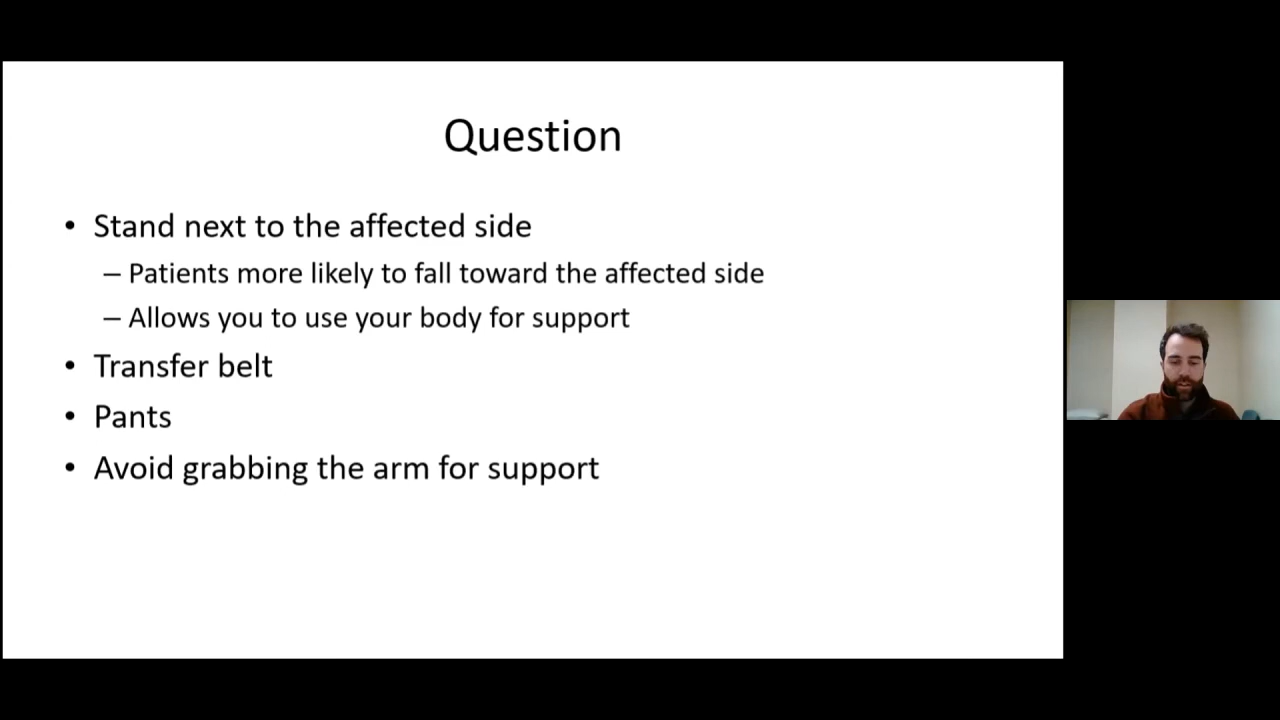 Question
• Stand next to the affected side
– Patients more likely to fall toward the affected side
– Allows you to use your body for support
• Transfer belt
• Pants
• Avoid grabbing the arm for support